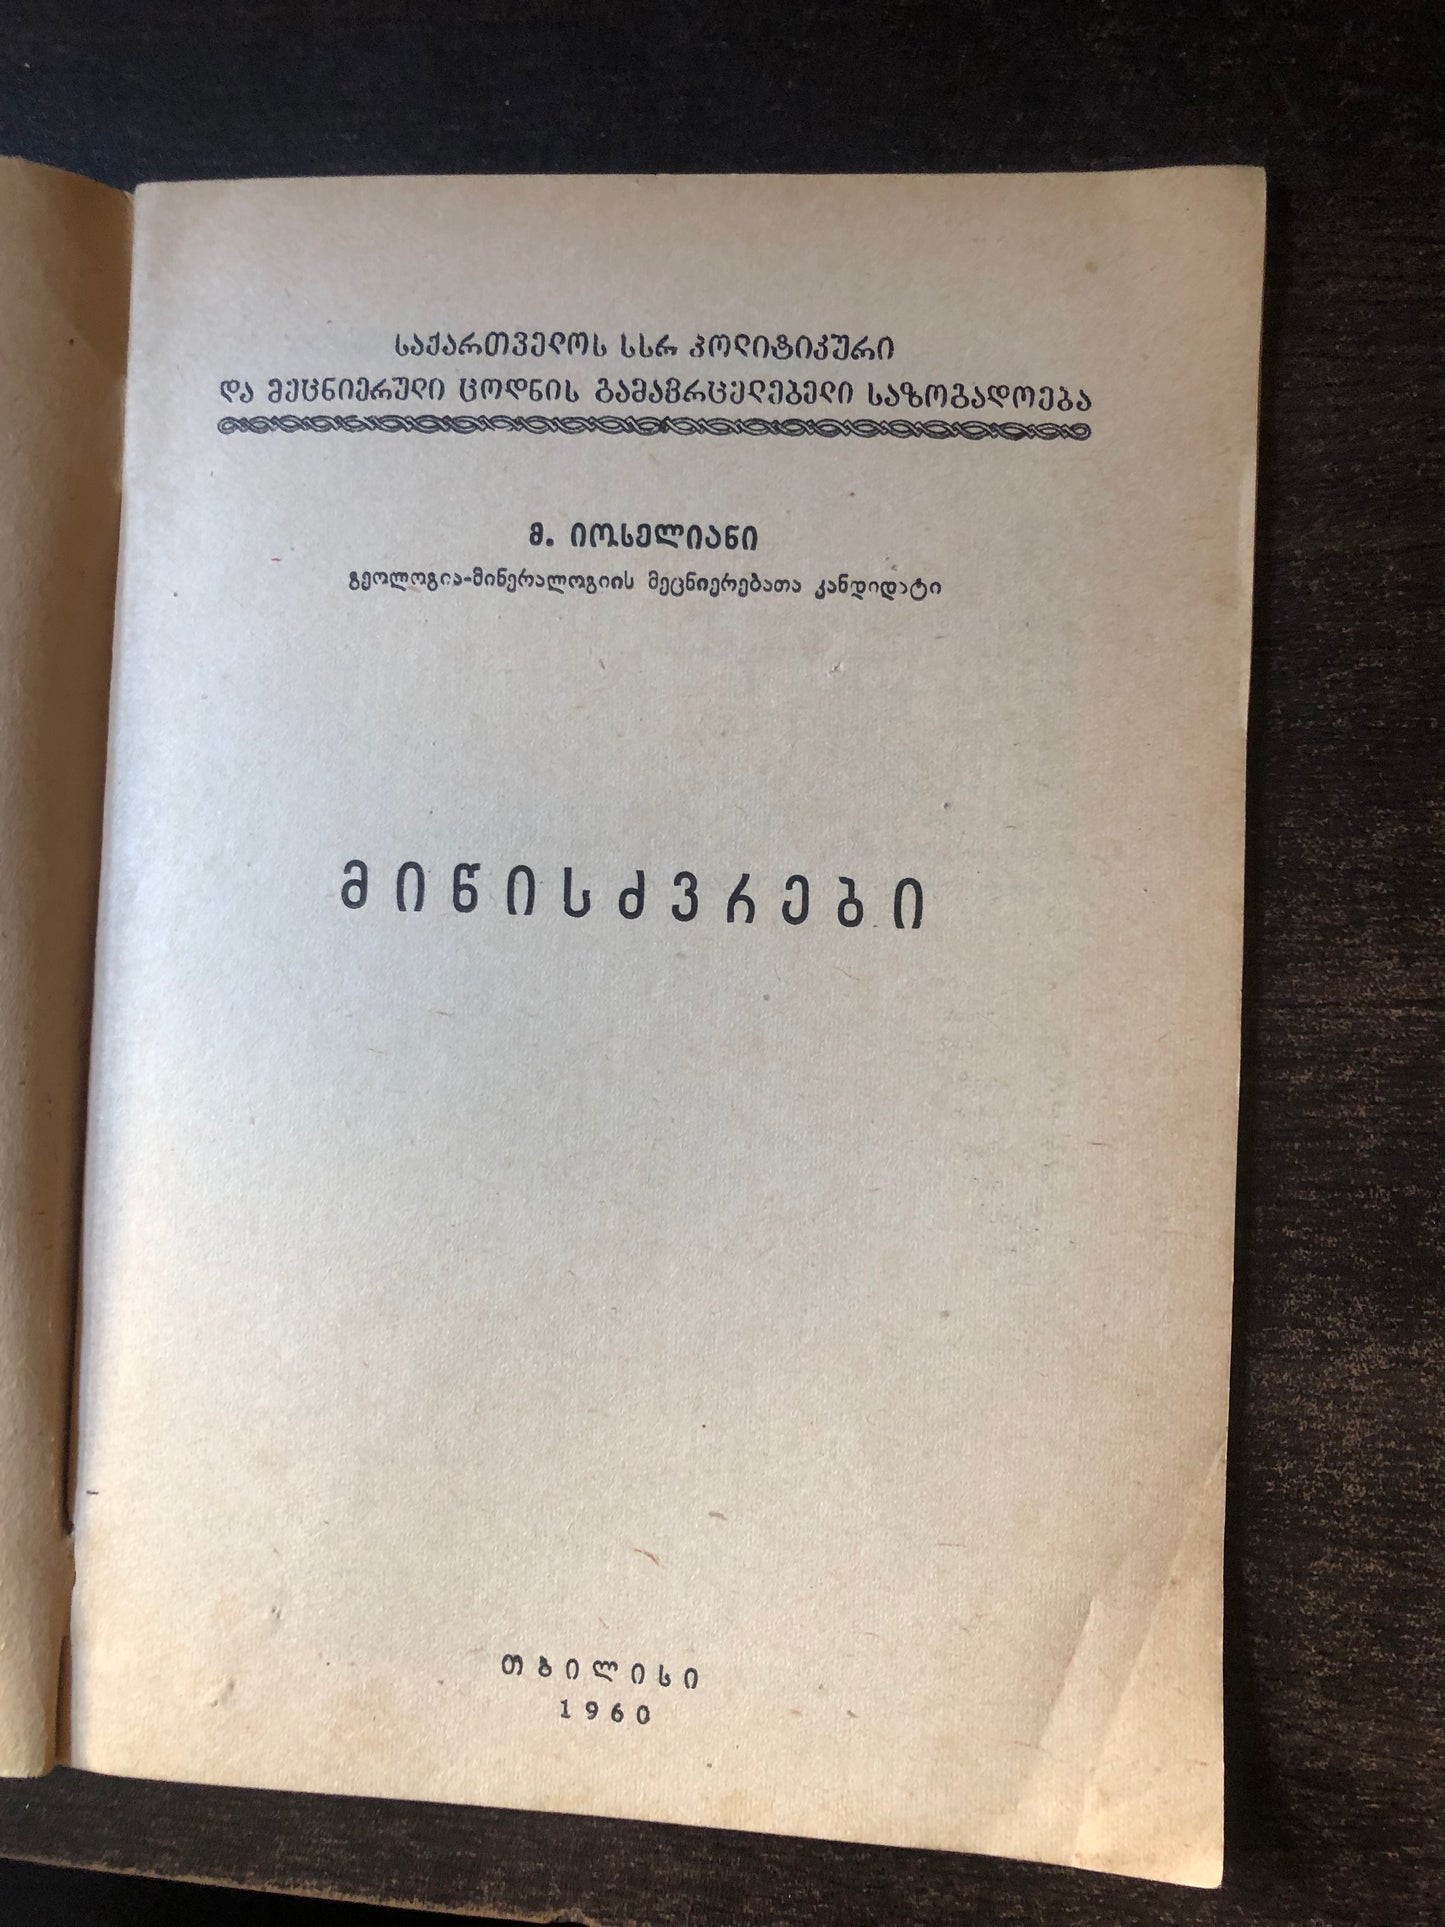 საქართველოს სსრ პოლიტიკური
და მეცნიერული ცოდნის გამავრცელებელი საზოგადოება
მ. იოსელიანი
გეოლოგია-მინერალოგიის მეცნიერებათა კანდიდატი
მიწისძვრები
თბილისი
1960